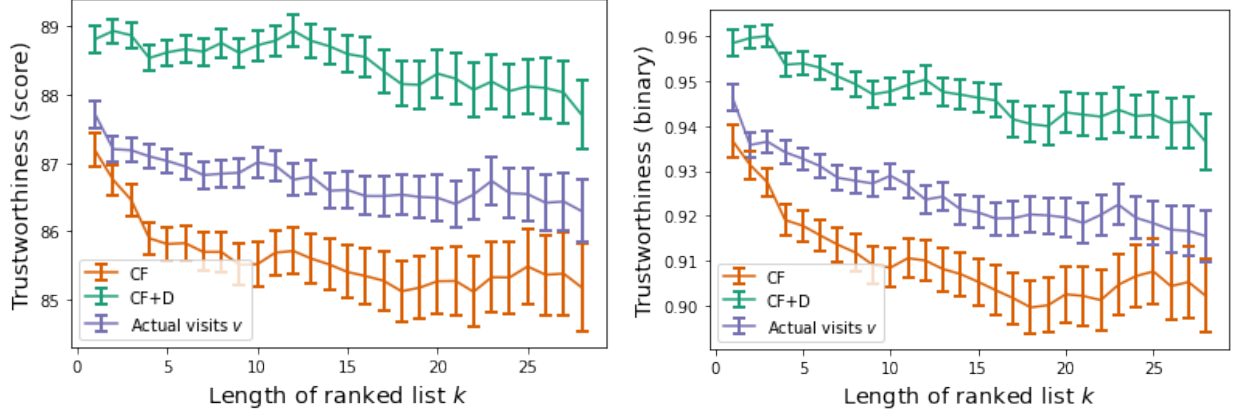 Trustworthiness (score)
89
88
87
86
85
CF
CF+D
Actual visits v
0
5
10
15
20
25
Length of ranked list k
Trustworthiness (binary)
0.96
0.95
0.94
0.93
0.92
0.91
0.90
CF
CF+D
Actual visits v
0
5
10
15
20
25
Length of ranked list k